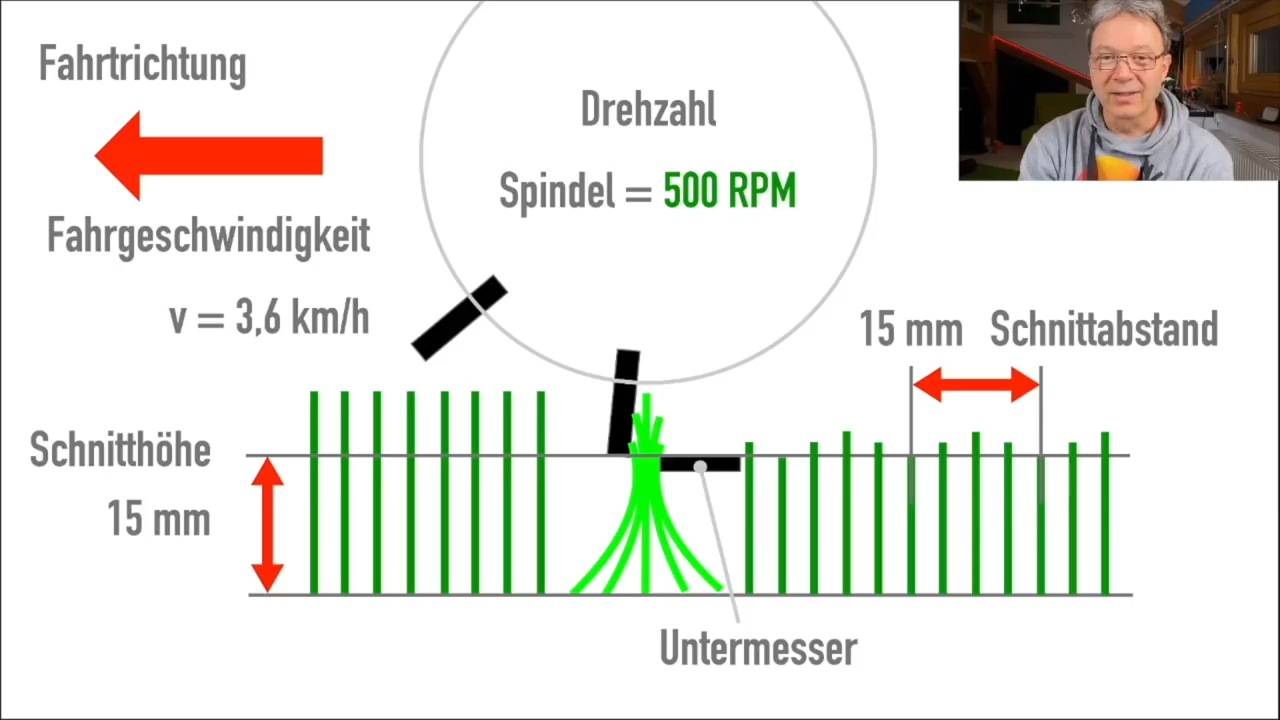 Fahrtrichtung
Fahrgeschwindigkeit
v = 3,6 km/h
Drehzahl
Spindel = 500 RPM
15 mm Schnittabstand
Schnitthöhe
15 mm
Untermesser